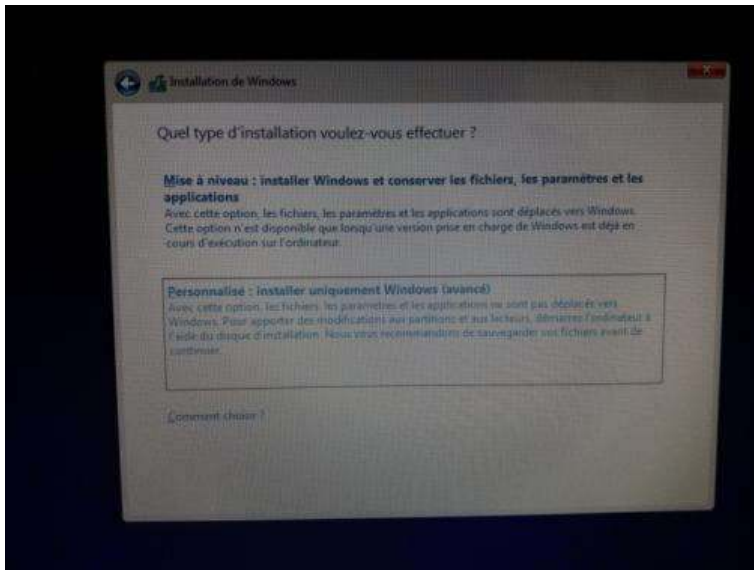 Installation de Windows
Quel type d'installation voulez-vous effectuer ?
Mise à niveau : installer Windows et conserver les fichiers, les paramètres et les
applications
Avec cette option, les fichiers, les paramètres et les applications sont déplacés vers Windows.
Cette option n'est disponible que lorsqu'une version prise en charge de Windows est déjà en
cours d'exécution sur l'ordinateur.
Personnalisé : installer uniquement Windows (avancé)
Avec cette option, les fichiers, les paramètres et les applications ne sont pas déplacés vers
Windows. Pour apporter des modifications aux partitions et aux lecteurs, démarrez l'ordinateur à
l'aide du disque d'installation. Nous vous recommandons de sauvegarder vos fichiers avant de
continuer.
Comment choisir ?